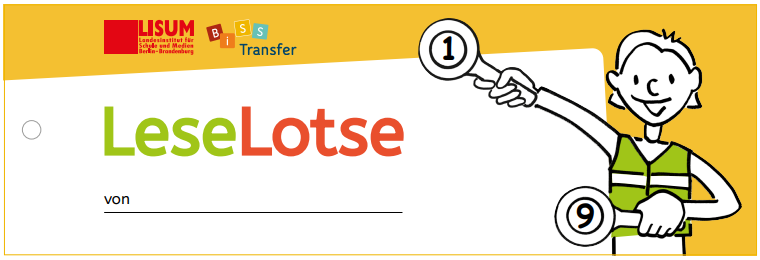 LISUM
Landesinstitut für
Schule und Medien
Berlin-Brandenburg
BiSS
Transfer
1
LeseLotse
von
9